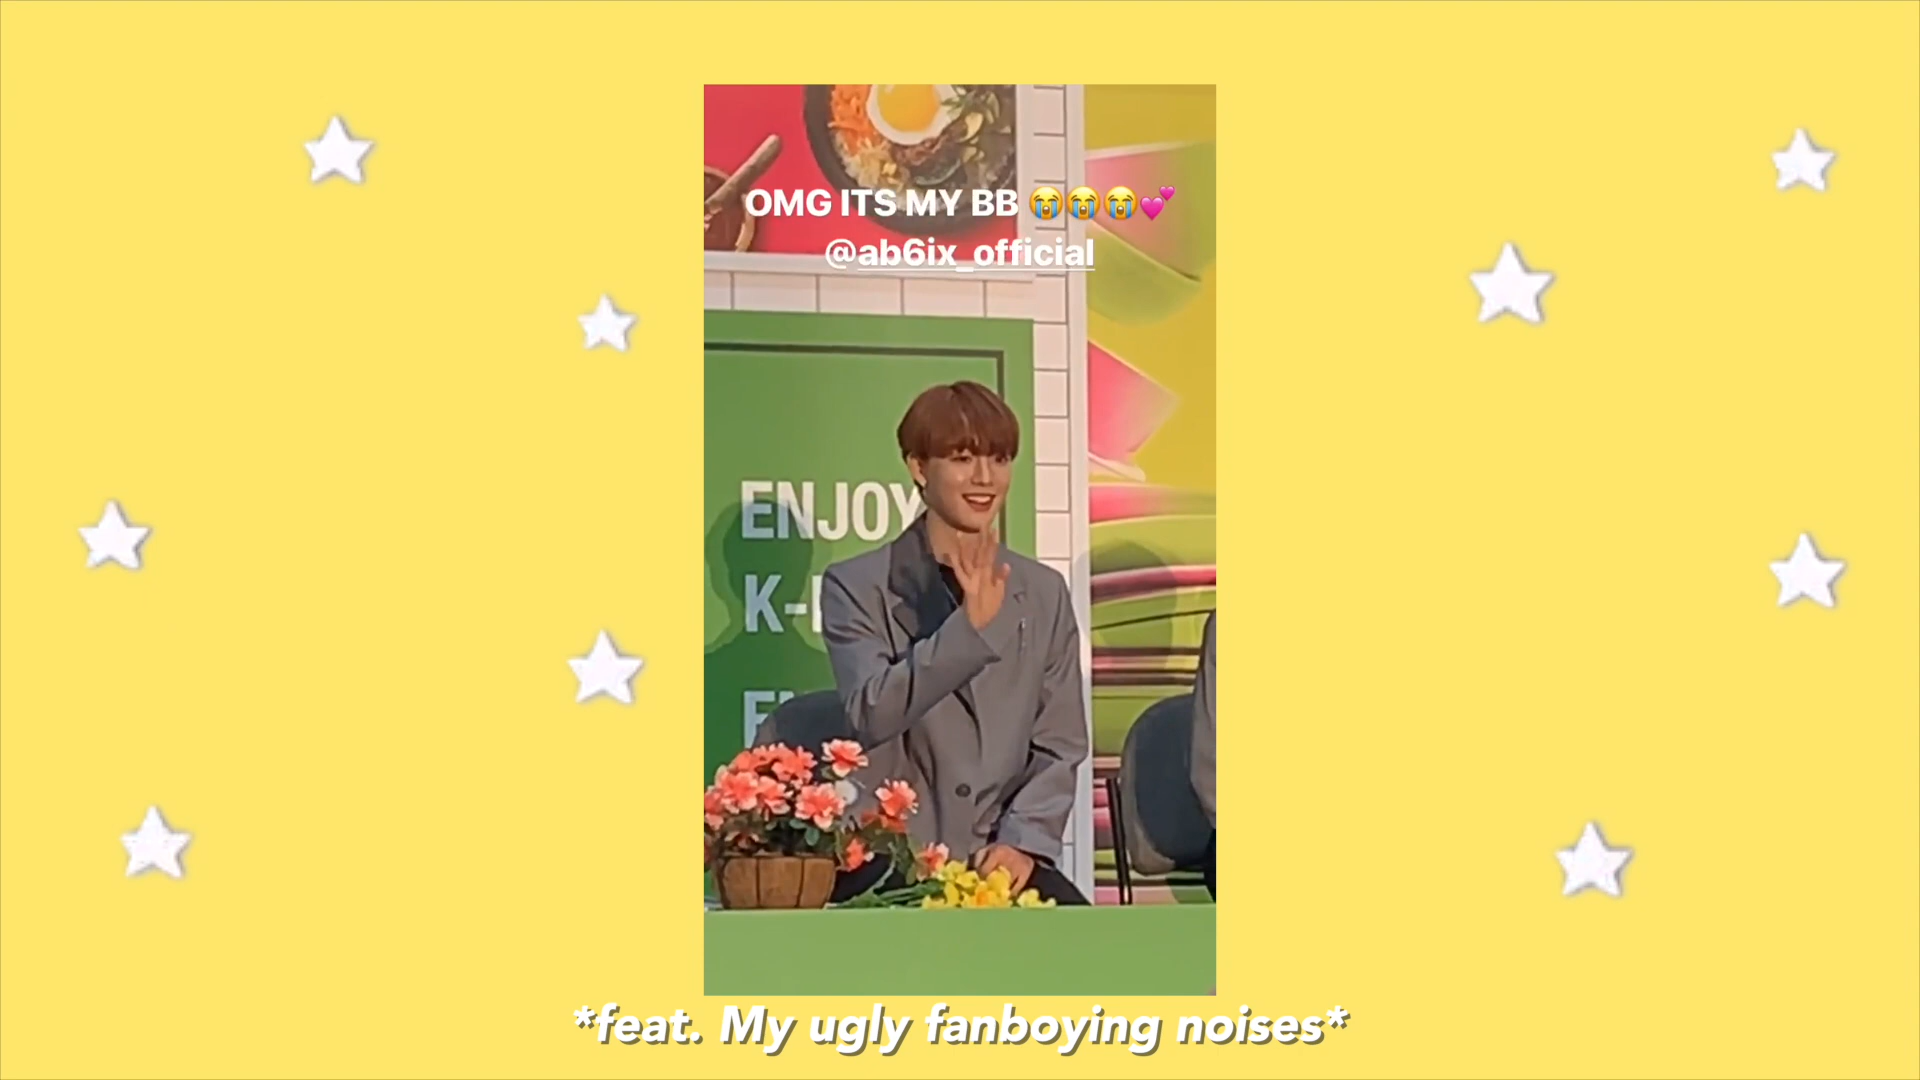 OMG ITS MY BB 😭😭😭💕
@ab6ix_official
ENJOY
K-
*feat. My ugly fanboying noises*